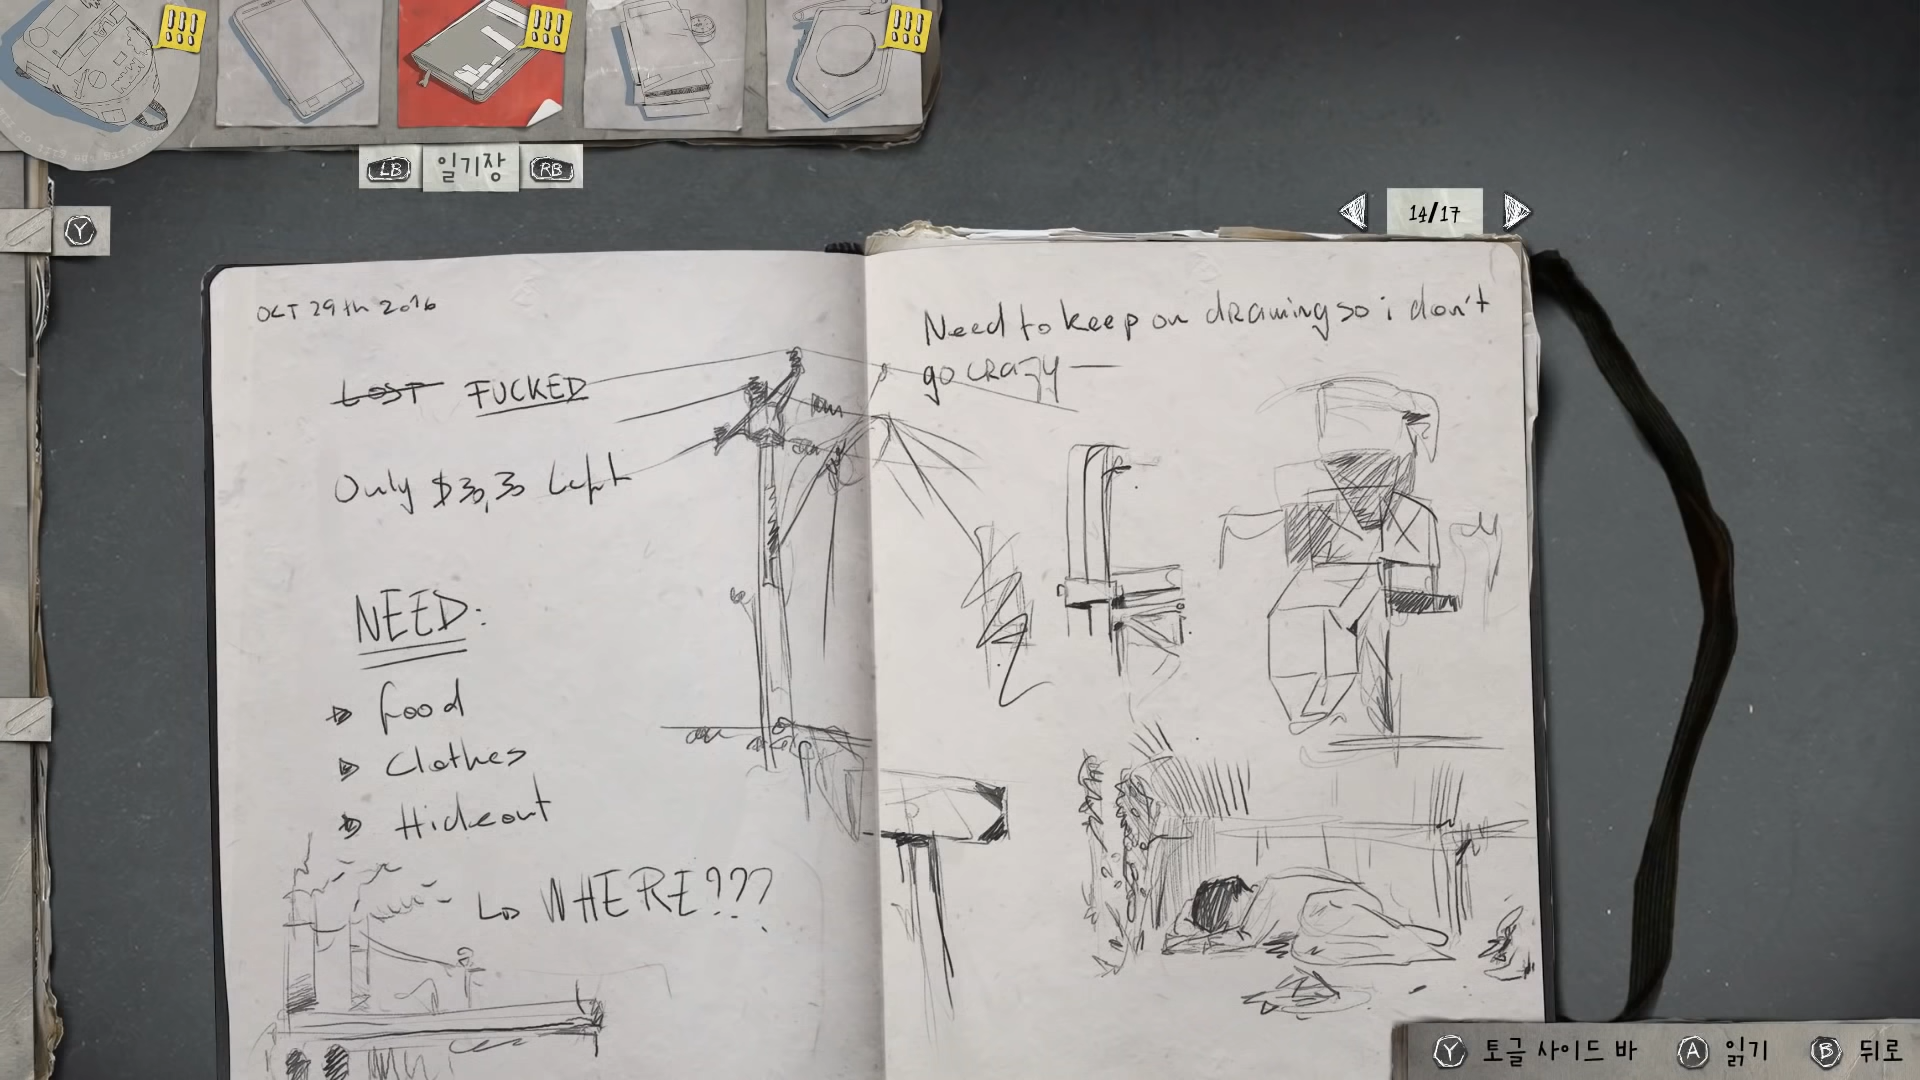 LB 일기장 RB
Y
14/17
OCT 29th 2016
LOST FUCKED
Only $30,30 left
NEED:
food
Clothes
Hideout
WHERE???
Need to keep on drawing so i don't
go crazy —
Y 토글 사이드 바 A 읽기 B 뒤로